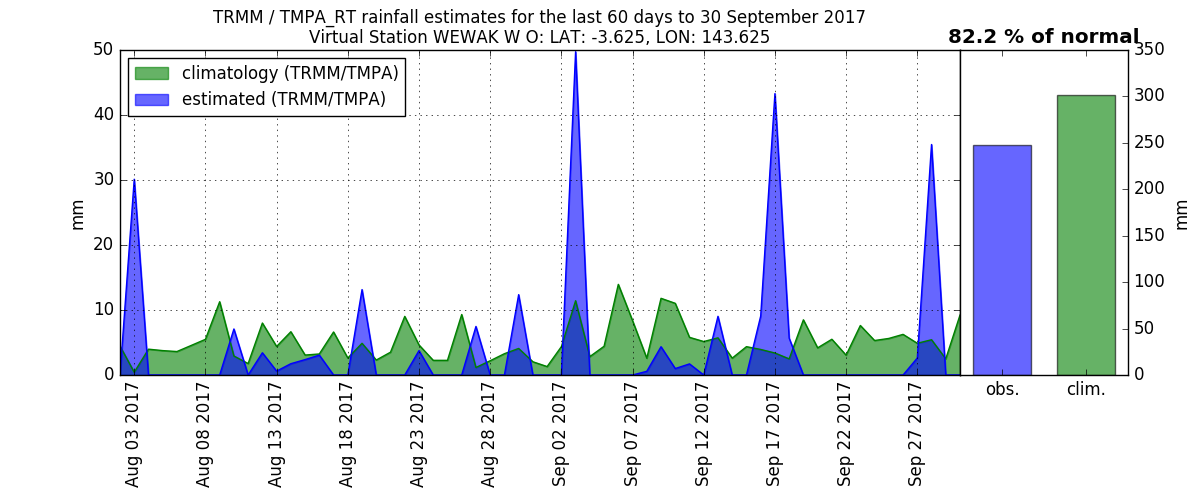 TRMM / TMPA_RT rainfall estimates for the last 60 days to 30 September 2017
Virtual Station WEWAK W O: LAT: -3.625, LON: 143.625
82.2 % of normal
climatology (TRMM/TMPA)
estimated (TRMM/TMPA)
50
40
30
20
10
0
mm
350
300
250
200
150
100
50
0
mm
obs.
clim.
Aug 03 2017
Aug 08 2017
Aug 13 2017
Aug 18 2017
Aug 23 2017
Aug 28 2017
Sep 02 2017
Sep 07 2017
Sep 12 2017
Sep 17 2017
Sep 22 2017
Sep 27 2017